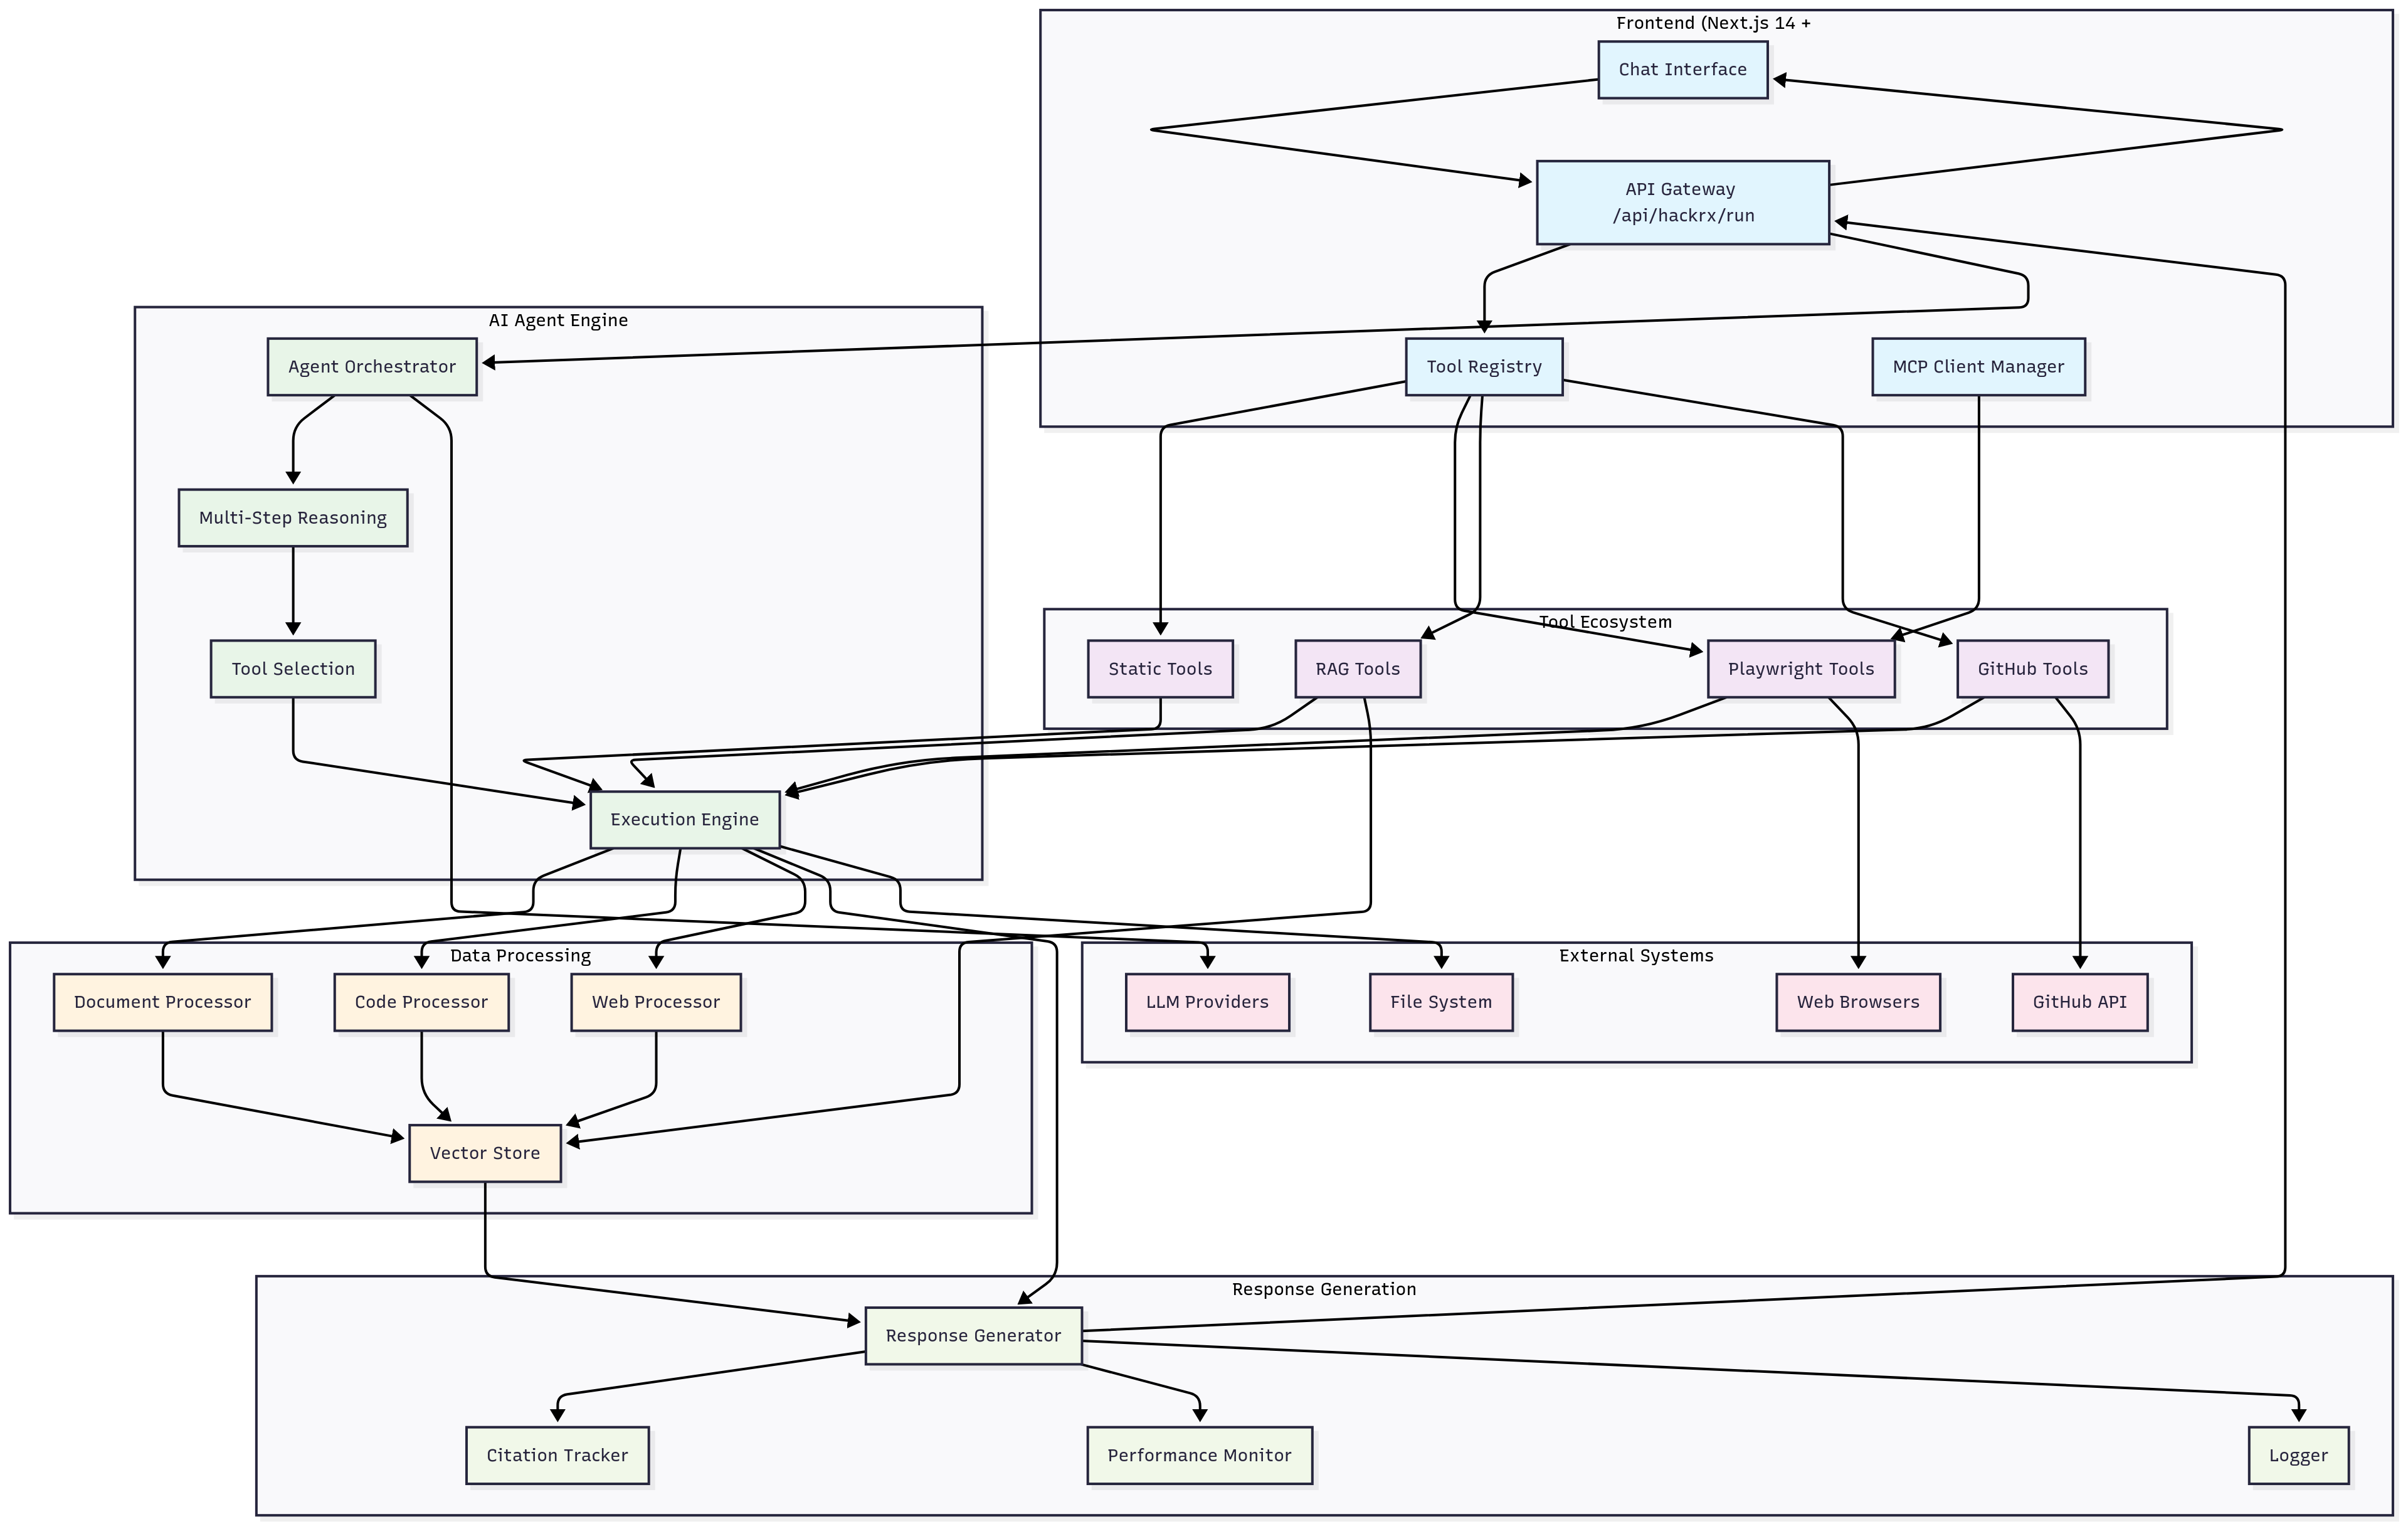 Frontend (Next.js 14 +
Chat Interface
API Gateway
/api/hackrx/run
Tool Registry
MCP Client Manager
AI Agent Engine
Agent Orchestrator
Multi-Step Reasoning
Tool Selection
Execution Engine
Tool Ecosystem
Static Tools
RAG Tools
Playwright Tools
GitHub Tools
Data Processing
Document Processor
Code Processor
Web Processor
Vector Store
External Systems
LLM Providers
File System
Web Browsers
GitHub API
Response Generation
Response Generator
Citation Tracker
Performance Monitor
Logger